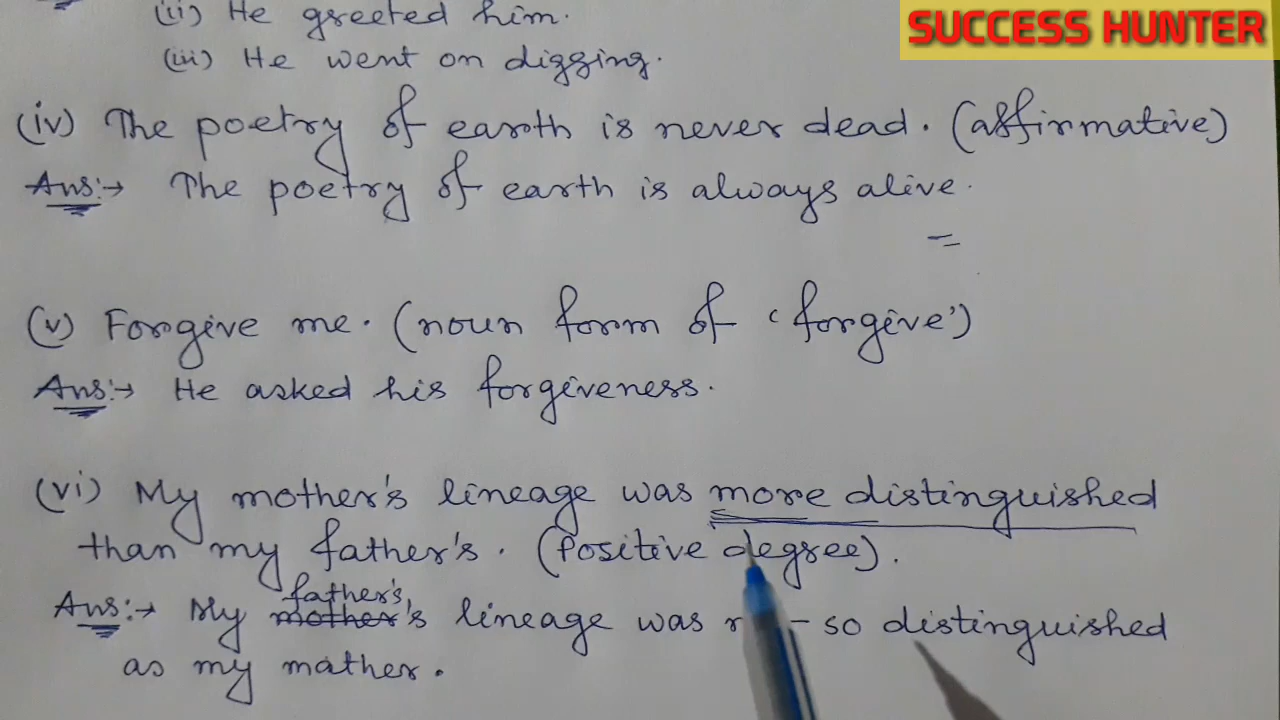 (ii) He greeted him.
SUCCESS HUNTER
(iii) He went on digging.
(iv) The poetry of earth is never dead. (affirmative)
Ans:→ The poetry of earth is always alive.
(v) Forgive me. (noun form of 'forgive')
Ans:→ He asked his forgiveness.
(vi) My mother's lineage was more distinguished
than my father's. (Positive degree).
father's
Ans:→ My mother's lineage was so distinguished
as my mather.